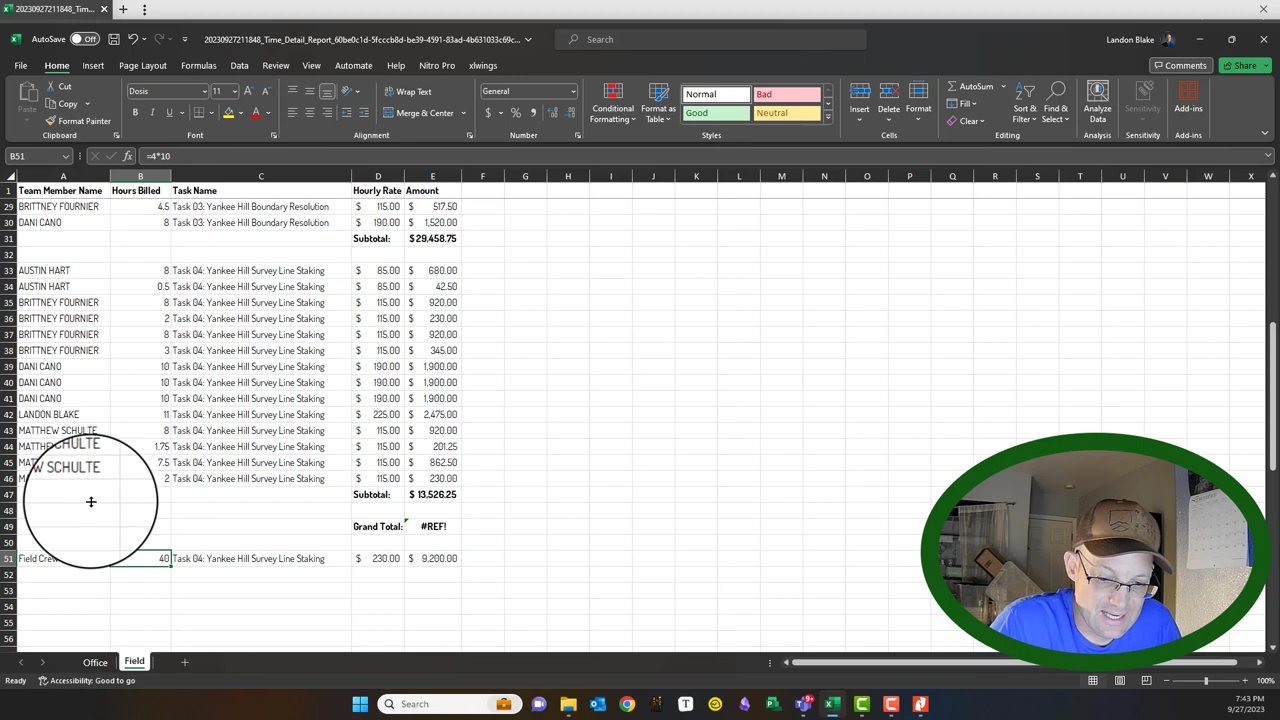 20230927211848_Time...
AutoSave Off
20230927211848_Time_Detail_Report_60be0c1d-5fcccb8d-be39-4591-83ad-4b631033c69c...
Search
Landon Blake
File Home Insert Page Layout Formulas Data Review View Automate Help Nitro Pro xlwings
Comments Share
Paste Cut Copy Format Painter Clipboard
Dosis 11 B I U Font
Wrap Text Merge & Center Alignment
General $ % Number
Conditional Formatting Format as Table Normal Bad Good Neutral Styles
Insert Delete Format Cells
AutoSum Fill Clear Sort & Filter Find & Select Editing
Analyze Data Analysis
Sensitivity Sensitivity
Add-ins Add-ins
B51 fx =4*10
A B C D E F G H I J K L M N O P Q R S T U V W X
1 Team Member Name Hours Billed Task Name Hourly Rate Amount
29 BRITTNEY FOURNIER 4.5 Task 03: Yankee Hill Boundary Resolution $ 115.00 $ 517.50
30 DANI CANO 8 Task 03: Yankee Hill Boundary Resolution $ 190.00 $ 1,520.00
31 Subtotal: $ 29,458.75
32
33 AUSTIN HART 8 Task 04: Yankee Hill Survey Line Staking $ 85.00 $ 680.00
34 AUSTIN HART 0.5 Task 04: Yankee Hill Survey Line Staking $ 85.00 $ 42.50
35 BRITTNEY FOURNIER 8 Task 04: Yankee Hill Survey Line Staking $ 115.00 $ 920.00
36 BRITTNEY FOURNIER 2 Task 04: Yankee Hill Survey Line Staking $ 115.00 $ 230.00
37 BRITTNEY FOURNIER 8 Task 04: Yankee Hill Survey Line Staking $ 115.00 $ 920.00
38 BRITTNEY FOURNIER 3 Task 04: Yankee Hill Survey Line Staking $ 115.00 $ 345.00
39 DANI CANO 10 Task 04: Yankee Hill Survey Line Staking $ 190.00 $ 1,900.00
40 DANI CANO 10 Task 04: Yankee Hill Survey Line Staking $ 190.00 $ 1,900.00
41 DANI CANO 10 Task 04: Yankee Hill Survey Line Staking $ 190.00 $ 1,900.00
42 LANDON BLAKE 11 Task 04: Yankee Hill Survey Line Staking $ 225.00 $ 2,475.00
43 MATTHEW SCHULTE 8 Task 04: Yankee Hill Survey Line Staking $ 115.00 $ 920.00
44 MATTHE CHULTE 1.75 Task 04: Yankee Hill Survey Line Staking $ 115.00 $ 201.25
45 MAT W SCHULTE 7.5 Task 04: Yankee Hill Survey Line Staking $ 115.00 $ 862.50
46 M 2 Task 04: Yankee Hill Survey Line Staking $ 115.00 $ 230.00
47 Subtotal: $ 13,526.25
48
49 Grand Total: #REF!
50
51 Field Crew 40 Task 04: Yankee Hill Survey Line Staking $ 230.00 $ 9,200.00
52
53
54
55
56
Office Field
Ready Accessibility: Good to go 100%
Search
7:43 PM
9/27/2023